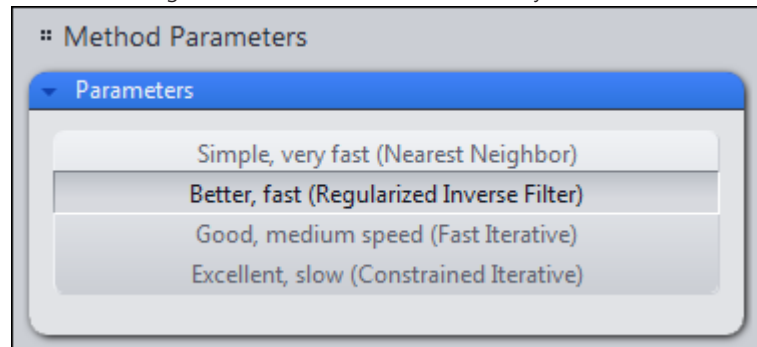 Method Parameters
Parameters
Simple, very fast (Nearest Neighbor)
Better, fast (Regularized Inverse Filter)
Good, medium speed (Fast Iterative)
Excellent, slow (Constrained Iterative)